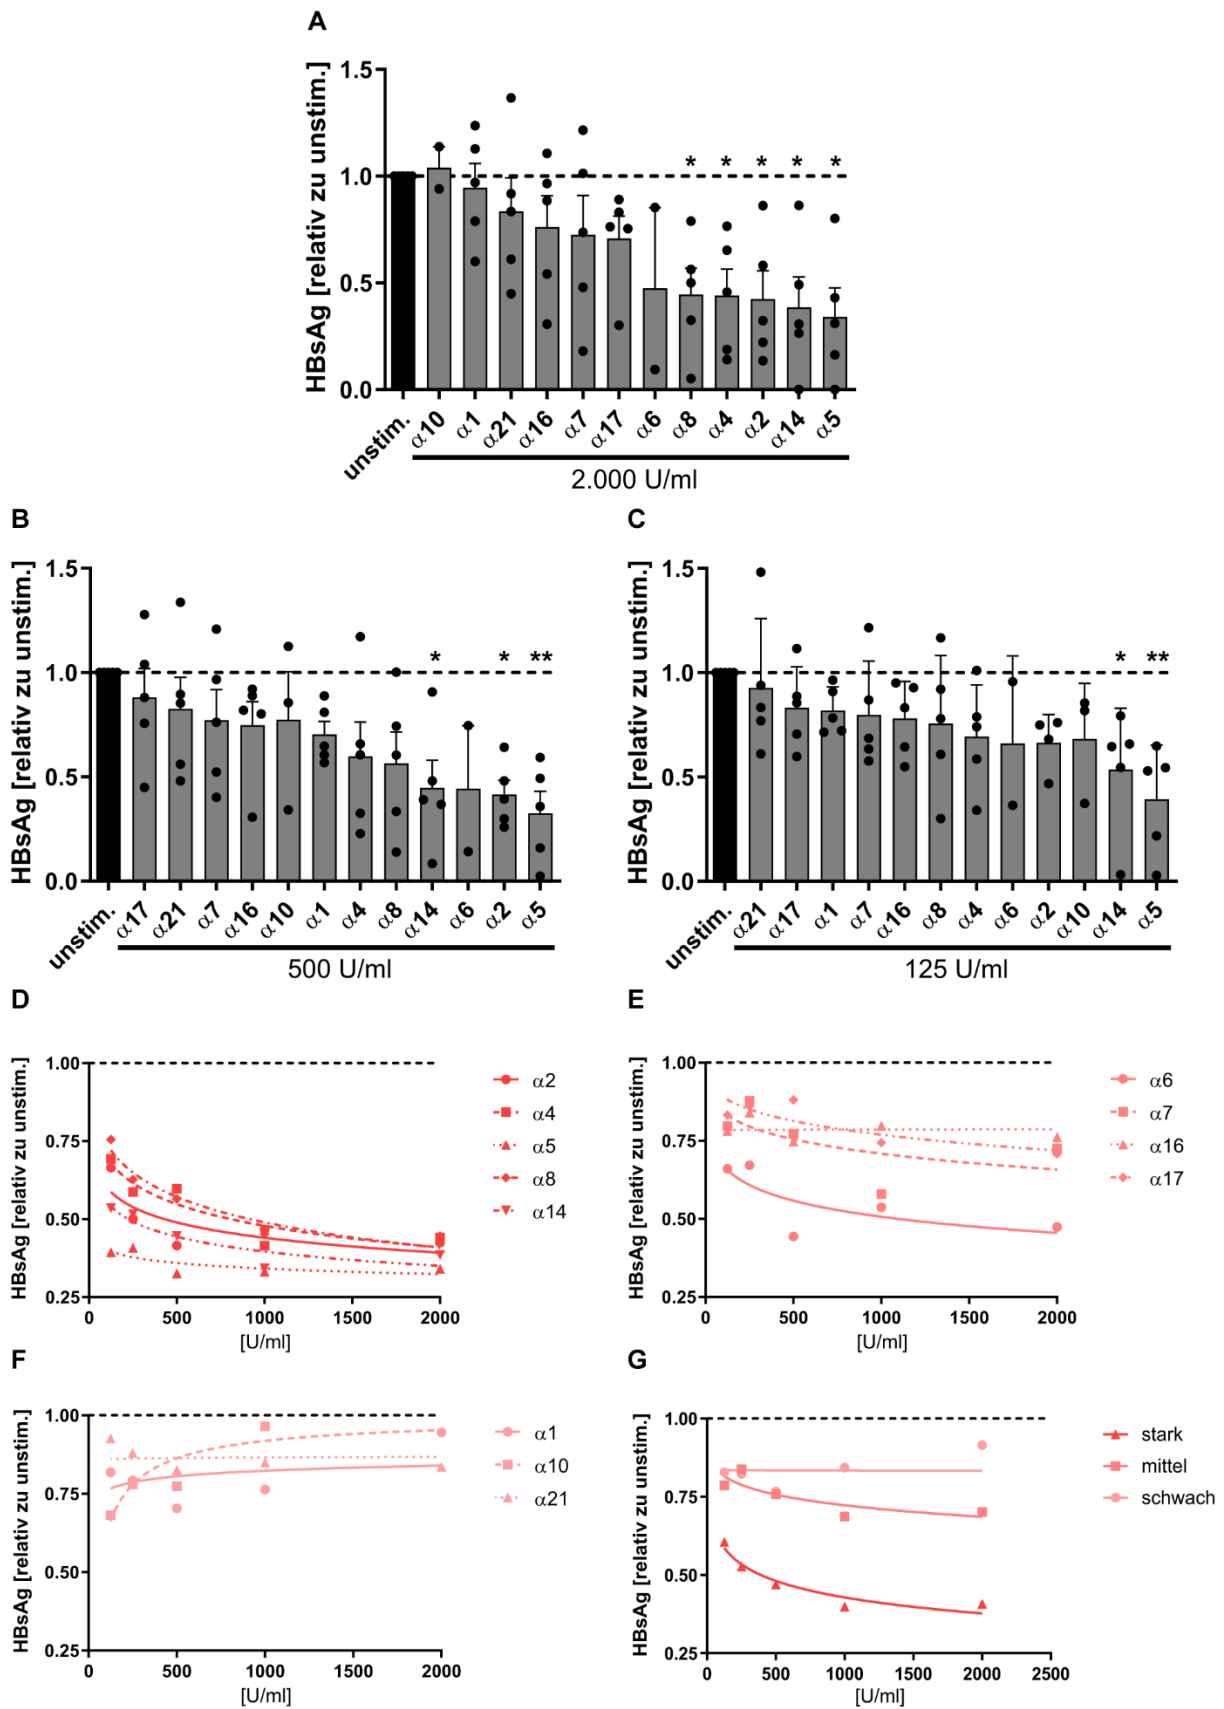 A
HBsAg [relativ zu unstim.]
1.5
1.0
0.5
0.0
* * * * *
unstim. α10 α1 α21 α16 α7 α17 α6 α8 α4 α2 α14 α5
2.000 U/ml
B
HBsAg [relativ zu unstim.]
1.5
1.0
0.5
0.0
* * **
unstim. α17 α21 α7 α16 α10 α1 α4 α8 α14 α6 α2 α5
500 U/ml
C
HBsAg [relativ zu unstim.]
1.5
1.0
0.5
0.0
* **
unstim. α21 α17 α1 α7 α16 α8 α4 α6 α2 α10 α14 α5
125 U/ml
D
HBsAg [relativ zu unstim.]
1.00
0.75
0.50
0.25
0 500 1000 1500 2000
[U/ml]
α2
α4
α5
α8
α14
E
HBsAg [relativ zu unstim.]
1.00
0.75
0.50
0.25
0 500 1000 1500 2000
[U/ml]
α6
α7
α16
α17
F
HBsAg [relativ zu unstim.]
1.00
0.75
0.50
0.25
0 500 1000 1500 2000
[U/ml]
α1
α10
α21
G
HBsAg [relativ zu unstim.]
1.00
0.75
0.50
0.25
0 500 1000 1500 2000 2500
[U/ml]
stark
mittel
schwach